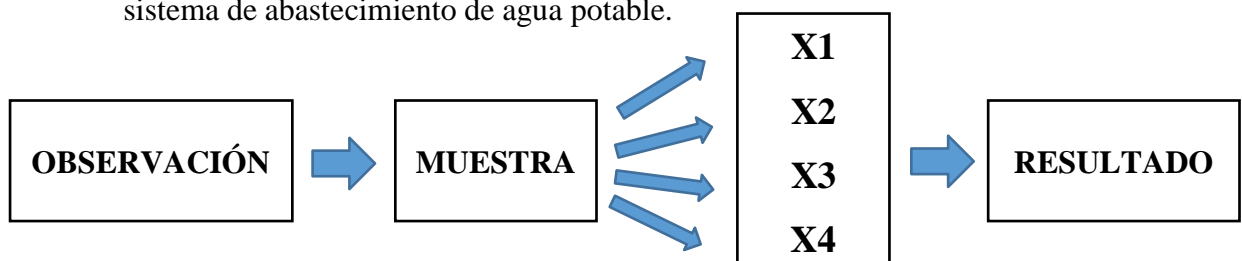 sistema de abastecimiento de agua potable.
OBSERVACIÓN
MUESTRA
X1
X2
X3
X4
RESULTADO